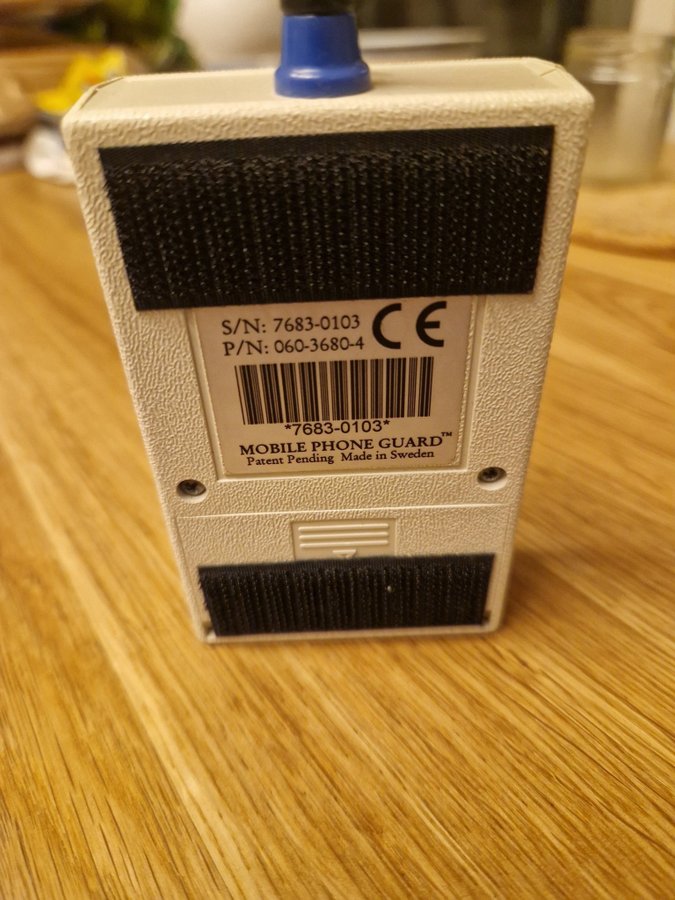 S/N: 7683-0103
P/N: 060-3680-4
CE
*7683-0103*
MOBILE PHONE GUARD™
Patent Pending Made in Sweden